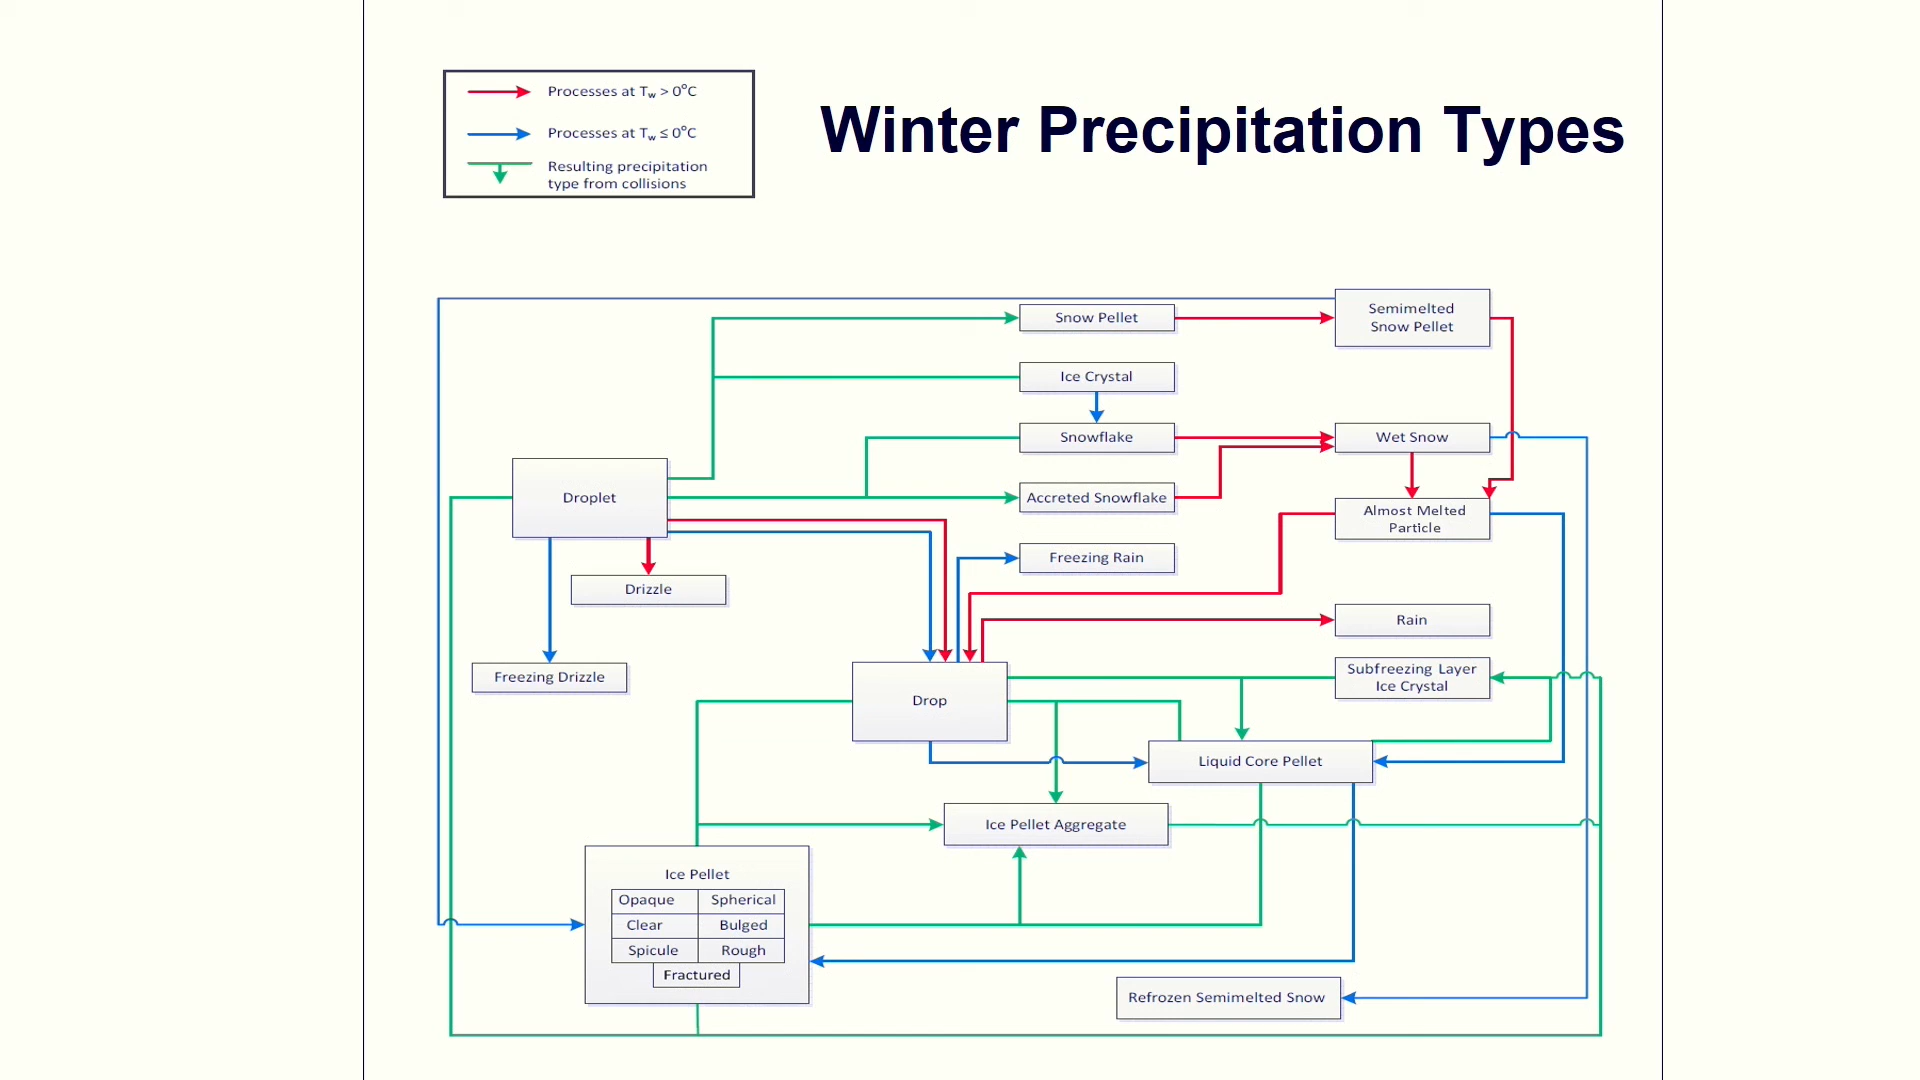 Processes at Tw > 0°C
Processes at Tw ≤ 0°C
Resulting precipitation
type from collisions
Winter Precipitation Types
Snow Pellet
Semimelted
Snow Pellet
Ice Crystal
Snowflake
Wet Snow
Droplet
Accreted Snowflake
Almost Melted
Particle
Freezing Rain
Drizzle
Rain
Freezing Drizzle
Subfreezing Layer
Ice Crystal
Drop
Liquid Core Pellet
Ice Pellet Aggregate
Ice Pellet
Opaque Spherical
Clear Bulged
Spicule Rough
Fractured
Refrozen Semimelted Snow